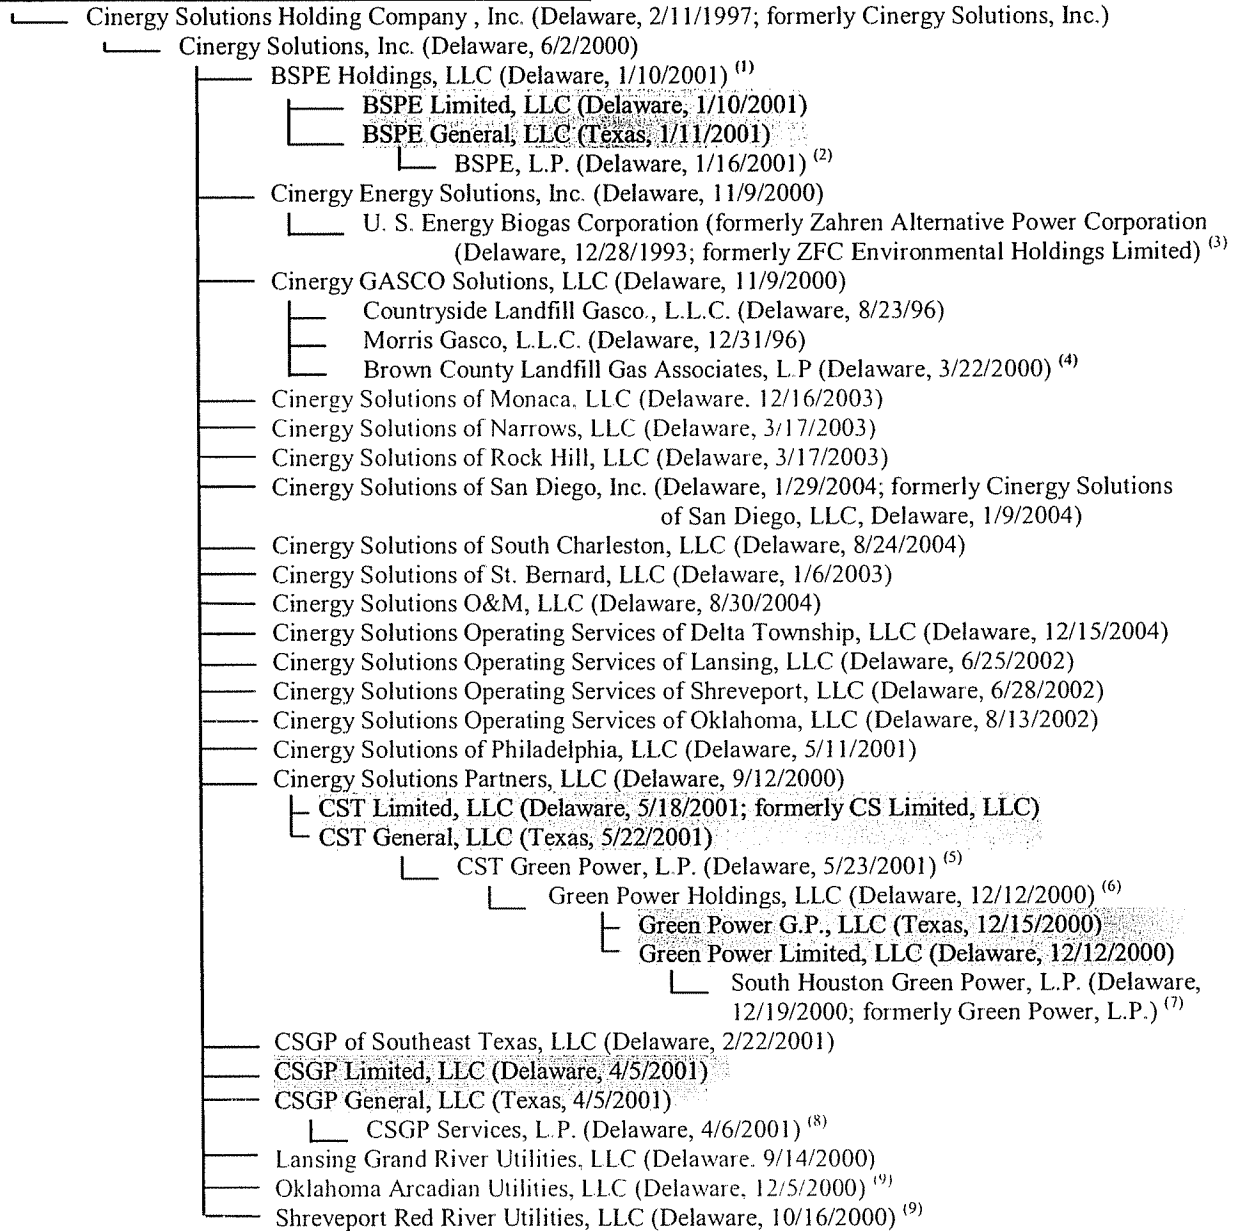 Cinergy Solutions Holding Company , Inc. (Delaware, 2/11/1997; formerly Cinergy Solutions, Inc.)
Cinergy Solutions, Inc. (Delaware, 6/2/2000)
BSPE Holdings, LLC (Delaware, 1/10/2001) (1)
BSPE Limited, LLC (Delaware, 1/10/2001)
BSPE General, LLC (Texas, 1/11/2001)
BSPE, L.P. (Delaware, 1/16/2001) (2)
Cinergy Energy Solutions, Inc. (Delaware, 11/9/2000)
U. S. Energy Biogas Corporation (formerly Zahren Alternative Power Corporation
(Delaware, 12/28/1993; formerly ZFC Environmental Holdings Limited) (3)
Cinergy GASCO Solutions, LLC (Delaware, 11/9/2000)
Countryside Landfill Gasco., L.L.C. (Delaware, 8/23/96)
Morris Gasco, L.L.C. (Delaware, 12/31/96)
Brown County Landfill Gas Associates, L.P (Delaware, 3/22/2000) (4)
Cinergy Solutions of Monaca, LLC (Delaware. 12/16/2003)
Cinergy Solutions of Narrows, LLC (Delaware, 3/17/2003)
Cinergy Solutions of Rock Hill, LLC (Delaware, 3/17/2003)
Cinergy Solutions of San Diego, Inc. (Delaware, 1/29/2004; formerly Cinergy Solutions
of San Diego, LLC, Delaware, 1/9/2004)
Cinergy Solutions of South Charleston, LLC (Delaware, 8/24/2004)
Cinergy Solutions of St. Bernard, LLC (Delaware, 1/6/2003)
Cinergy Solutions O&M, LLC (Delaware, 8/30/2004)
Cinergy Solutions Operating Services of Delta Township, LLC (Delaware, 12/15/2004)
Cinergy Solutions Operating Services of Lansing, LLC (Delaware, 6/25/2002)
Cinergy Solutions Operating Services of Shreveport, LLC (Delaware, 6/28/2002)
Cinergy Solutions Operating Services of Oklahoma, LLC (Delaware, 8/13/2002)
Cinergy Solutions of Philadelphia, LLC (Delaware, 5/11/2001)
Cinergy Solutions Partners, LLC (Delaware, 9/12/2000)
CST Limited, LLC (Delaware, 5/18/2001; formerly CS Limited, LLC)
CST General, LLC (Texas, 5/22/2001)
CST Green Power, L.P. (Delaware, 5/23/2001) (5)
Green Power Holdings, LLC (Delaware, 12/12/2000) (6)
Green Power G.P., LLC (Texas, 12/15/2000)
Green Power Limited, LLC (Delaware, 12/12/2000)
South Houston Green Power, L.P. (Delaware,
12/19/2000; formerly Green Power, L.P.) (7)
CSGP of Southeast Texas, LLC (Delaware, 2/22/2001)
CSGP Limited, LLC (Delaware, 4/5/2001)
CSGP General, LLC (Texas, 4/5/2001)
CSGP Services, L.P. (Delaware, 4/6/2001) (8)
Lansing Grand River Utilities, LLC (Delaware. 9/14/2000)
Oklahoma Arcadian Utilities, LLC (Delaware, 12/5/2000) (9)
Shreveport Red River Utilities, LLC (Delaware, 10/16/2000) (9)